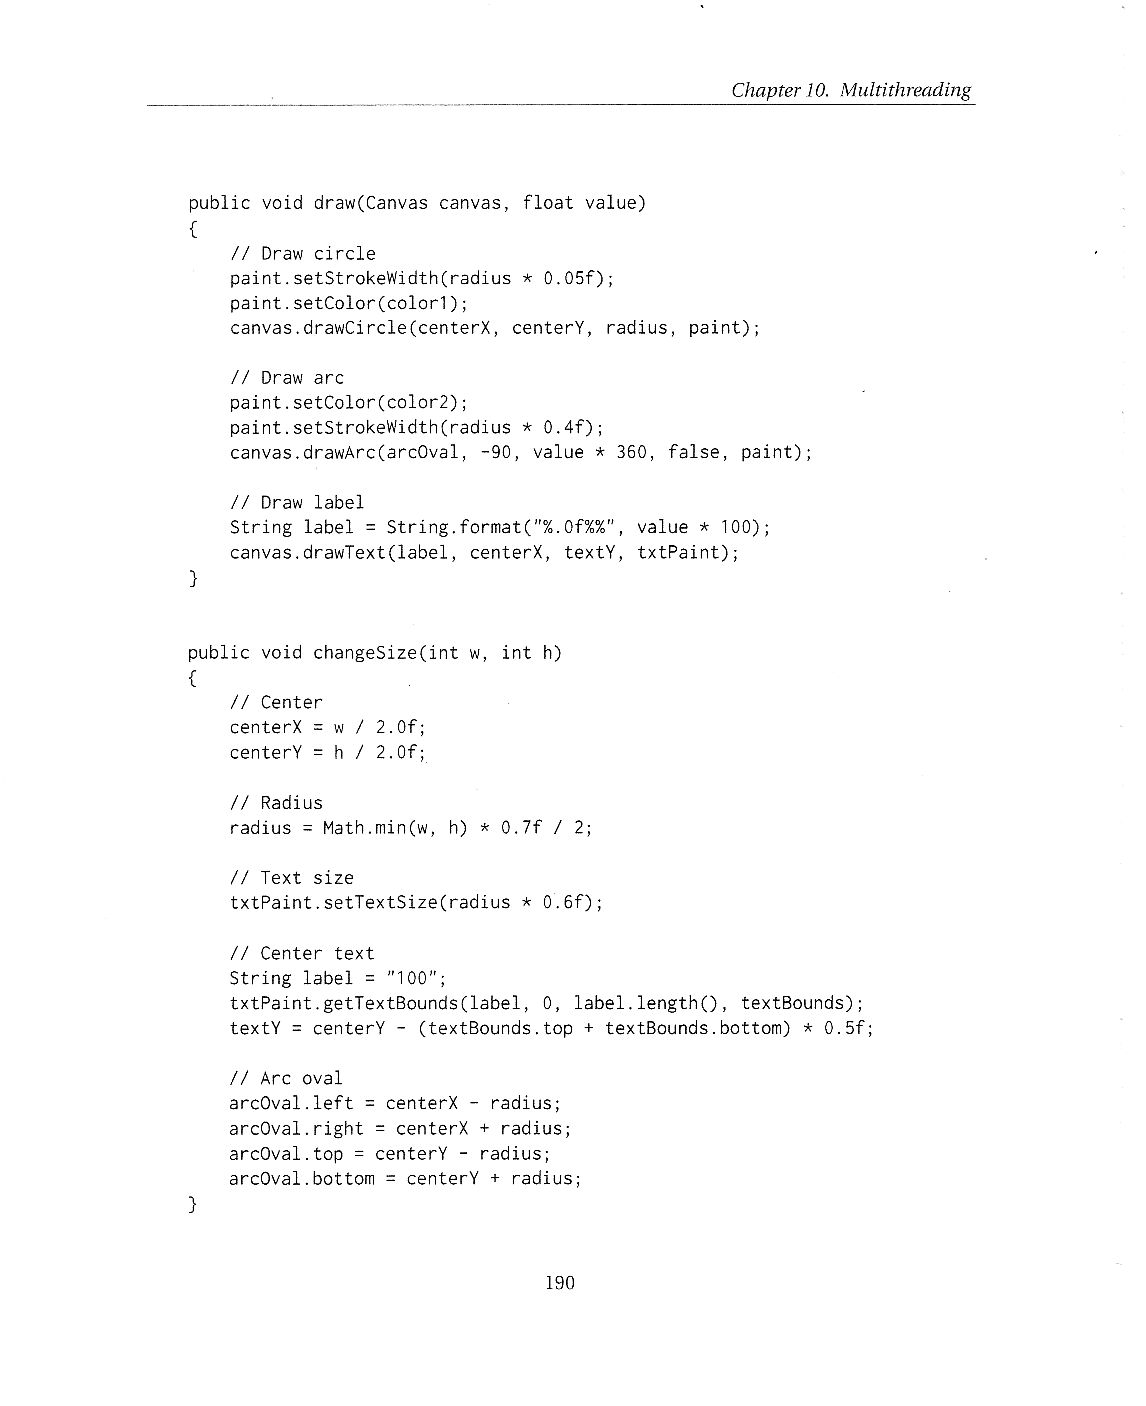 Chapter 10. Multithreading
public void draw(Canvas canvas, float value)
{
    // Draw circle
    paint.setStrokeWidth(radius * 0.05f);
    paint.setColor(color1);
    canvas.drawCircle(centerX, centerY, radius, paint);

    // Draw arc
    paint.setColor(color2);
    paint.setStrokeWidth(radius * 0.4f);
    canvas.drawArc(arcOval, -90, value * 360, false, paint);

    // Draw label
    String label = String.format("%.0f%%", value * 100);
    canvas.drawText(label, centerX, textY, txtPaint);
}

public void changeSize(int w, int h)
{
    // Center
    centerX = w / 2.0f;
    centerY = h / 2.0f;

    // Radius
    radius = Math.min(w, h) * 0.7f / 2;

    // Text size
    txtPaint.setTextSize(radius * 0.6f);

    // Center text
    String label = "100";
    txtPaint.getTextBounds(label, 0, label.length(), textBounds);
    textY = centerY - (textBounds.top + textBounds.bottom) * 0.5f;

    // Arc oval
    arcOval.left = centerX - radius;
    arcOval.right = centerX + radius;
    arcOval.top = centerY - radius;
    arcOval.bottom = centerY + radius;
}
190